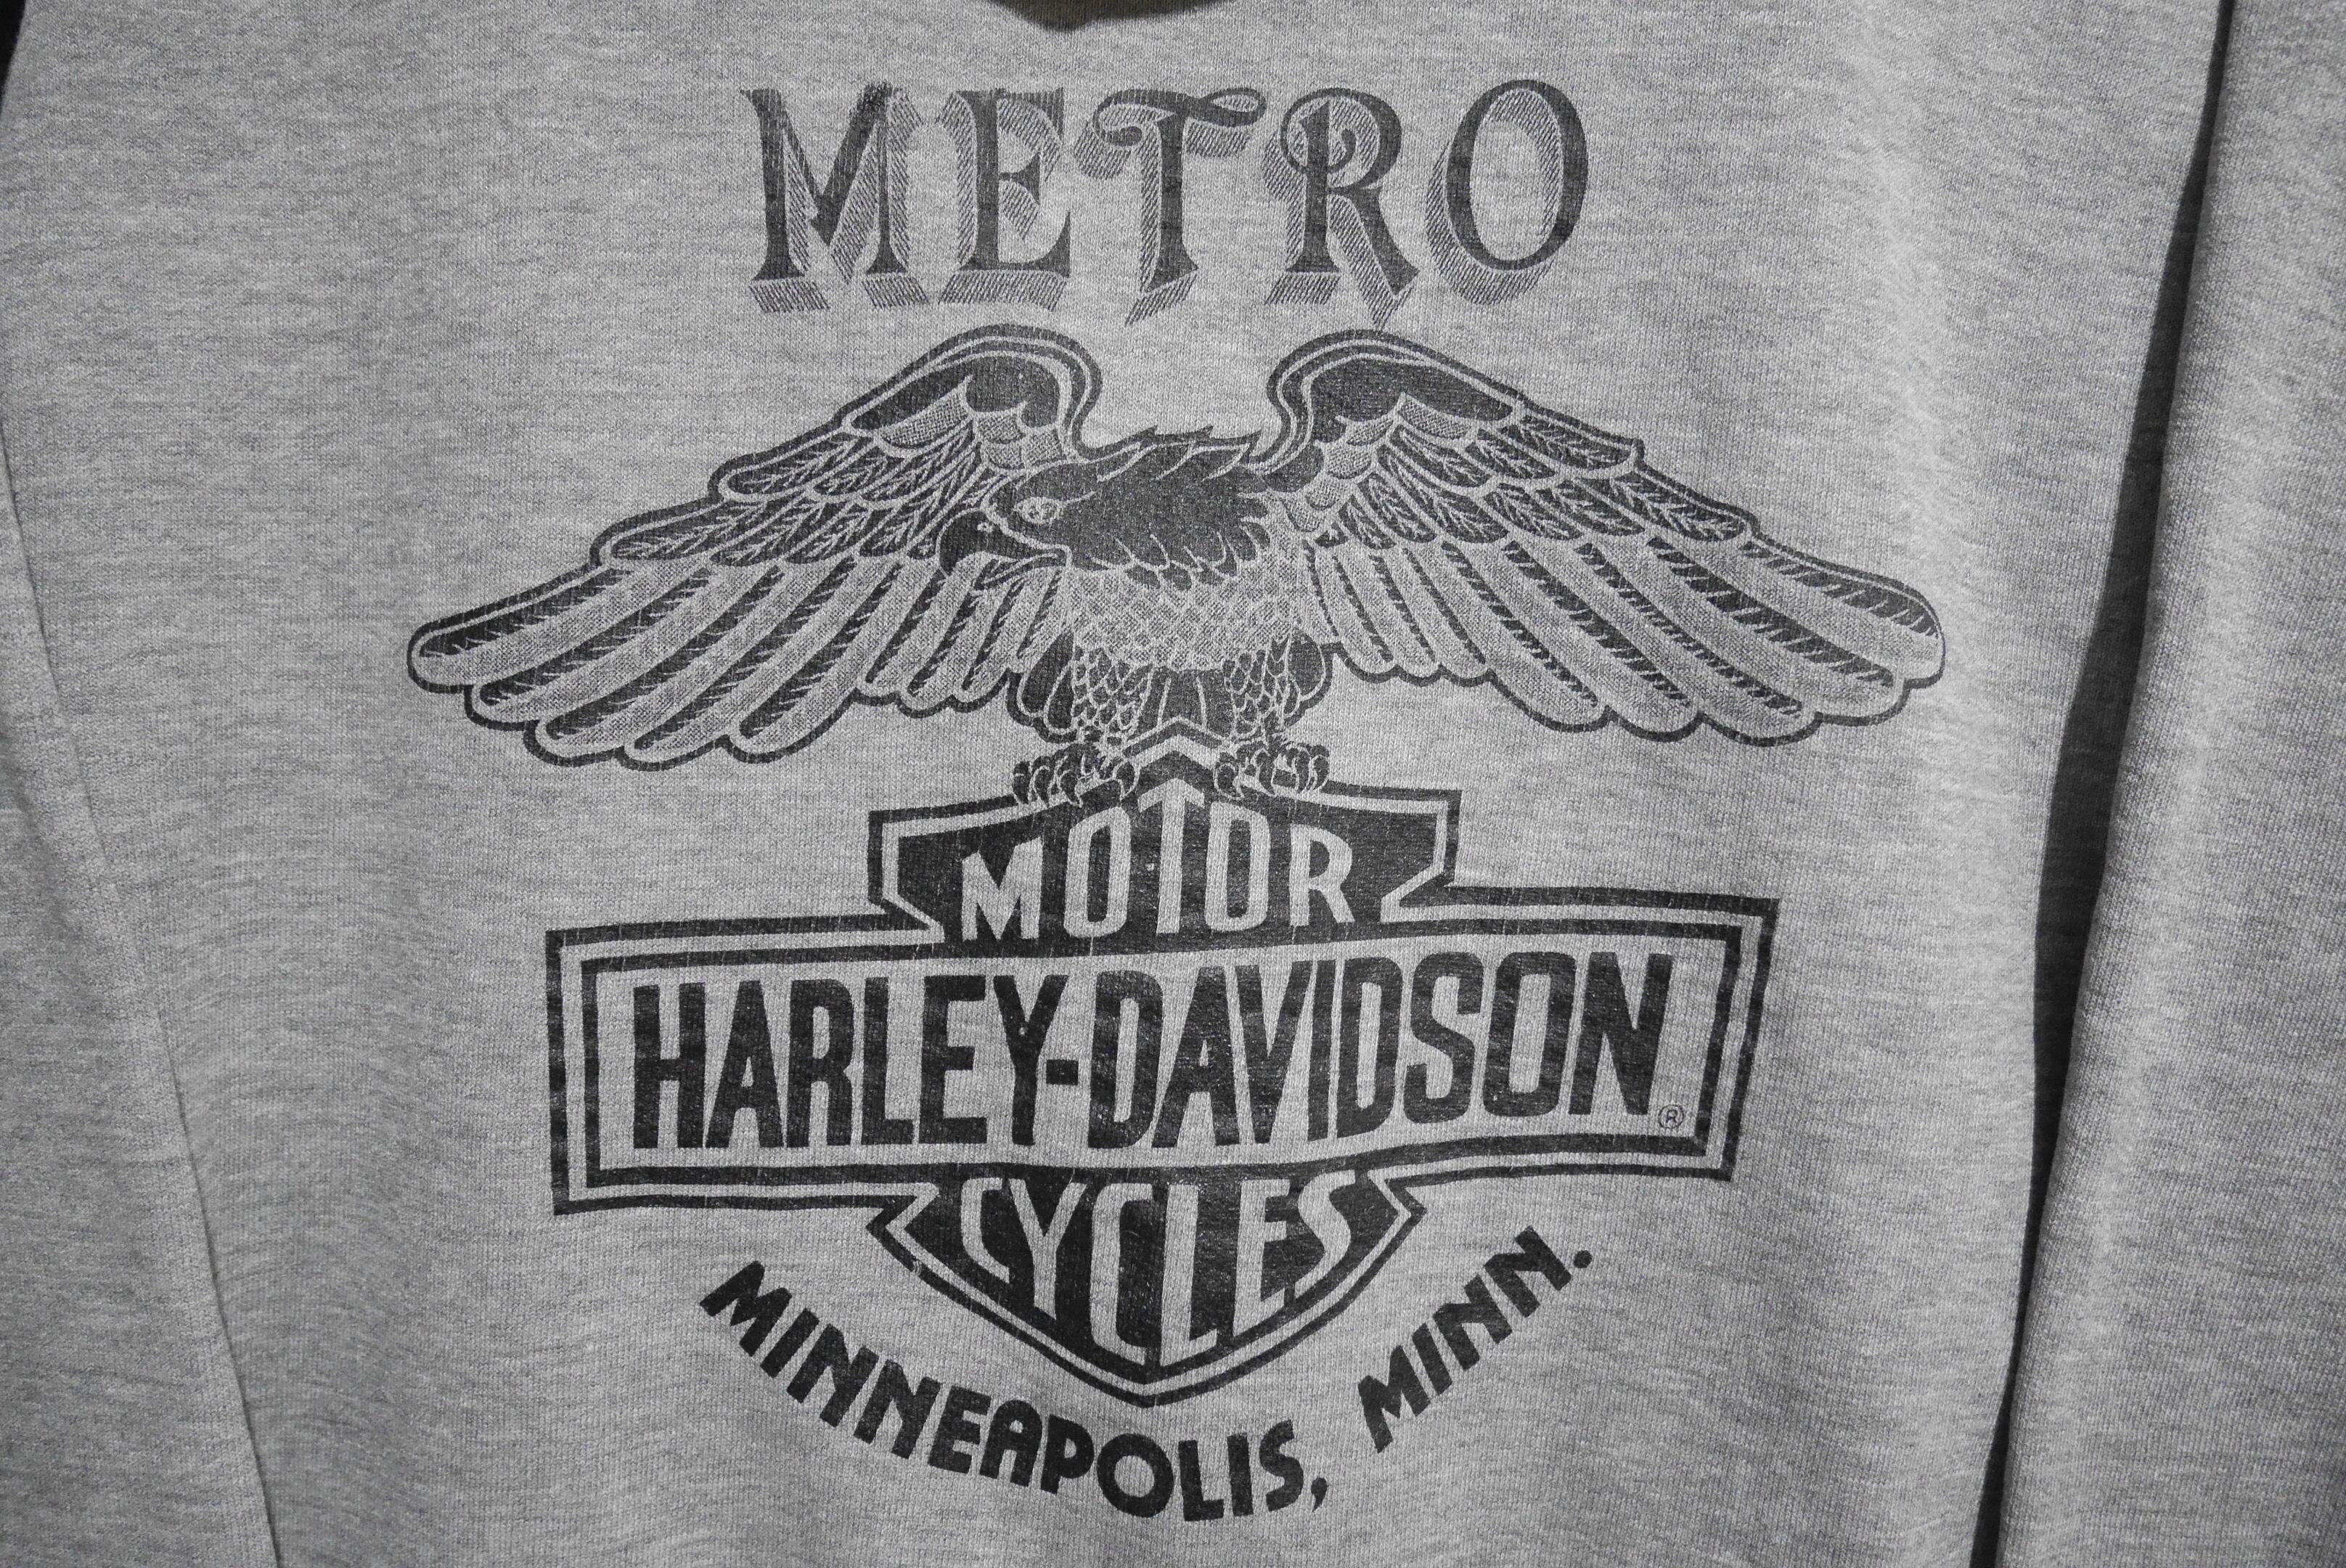 METRO
MOTOR
HARLEY-DAVIDSON®
CYCLES
MINNEAPOLIS, MINN.